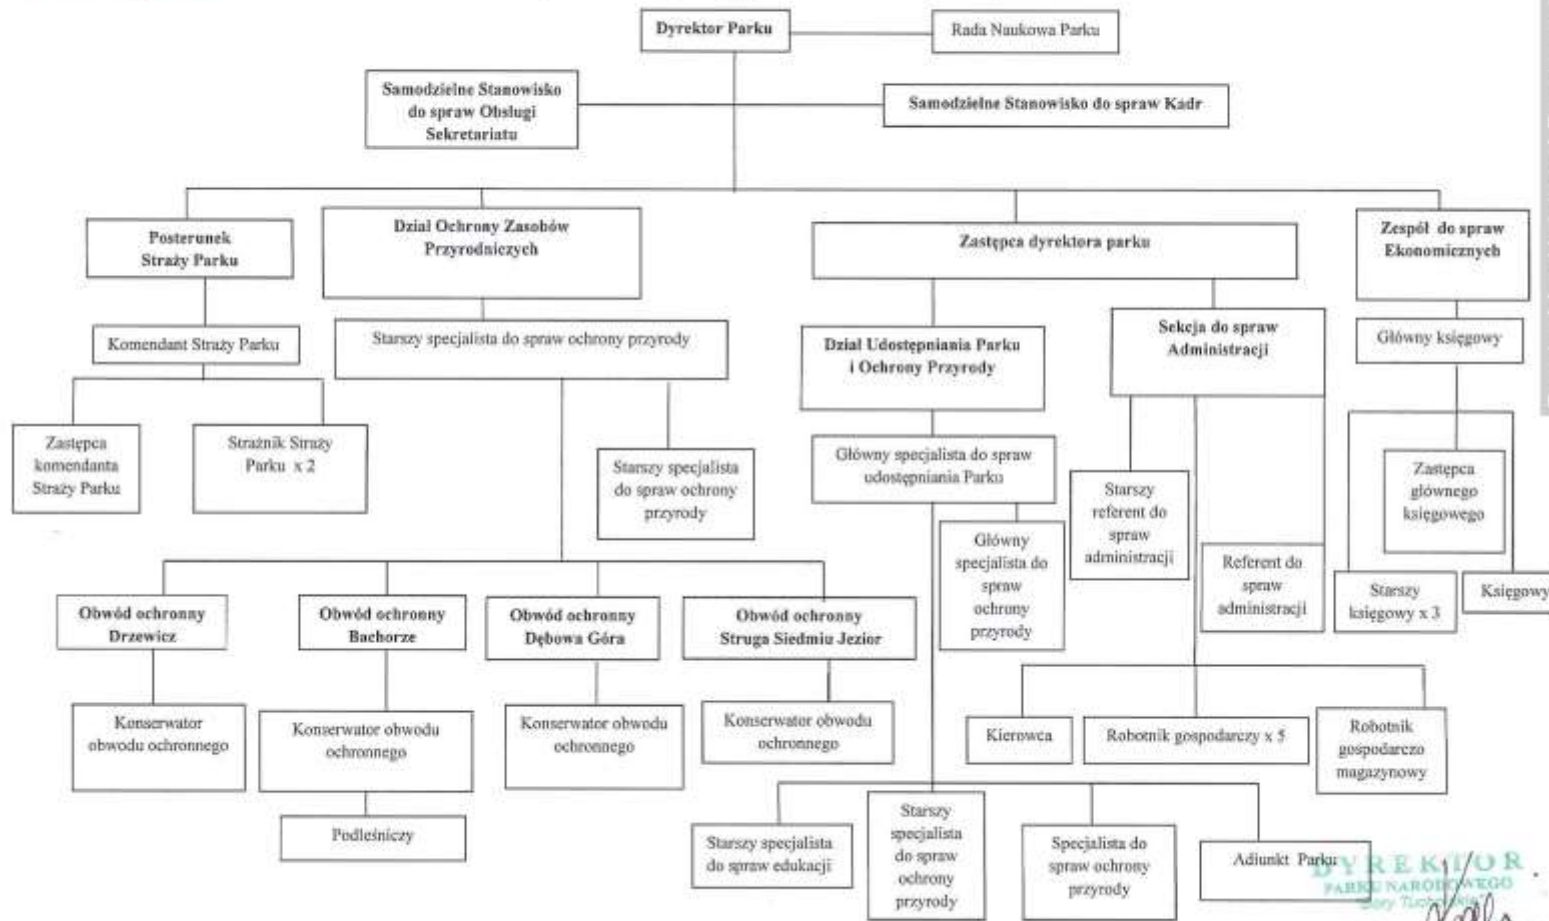 Dyrektor Parku
Rada Naukowa Parku
Samodzielne Stanowisko
do spraw Obsługi
Sekretariatu
Samodzielne Stanowisko do spraw Kadr
Posterunek
Straży Parku
Dział Ochrony Zasobów
Przyrodniczych
Zastępca dyrektora parku
Zespół do spraw
Ekonomicznych
Komendant Straży Parku
Starszy specjalista do spraw ochrony przyrody
Dział Udostępniania Parku
i Ochrony Przyrody
Sekcja do spraw
Administracji
Główny księgowy
Zastępca
komendanta
Straży Parku
Strażnik Straży
Parku x 2
Starszy specjalista
do spraw ochrony
przyrody
Główny specjalista do spraw
udostępniania Parku
Starszy
referent do
spraw
administracji
Zastępca
głównego
księgowego
Główny
specjalista do
spraw
ochrony
przyrody
Referent do
spraw
administracji
Starszy
księgowy x 3
Księgowy
Obwód ochronny
Drzewicz
Obwód ochronny
Bachorze
Obwód ochronny
Dębowa Góra
Obwód ochronny
Struga Siedmiu Jezior
Konserwator
obwodu ochronnego
Konserwator obwodu
ochronnego
Konserwator obwodu
ochronnego
Konserwator obwodu
ochronnego
Kierowca
Robotnik gospodarczy x 5
Robotnik
gospodarczo
magazynowy
Podleśniczy
Starszy specjalista
do spraw edukacji
Starszy
specjalista
do spraw
ochrony
przyrody
Specjalista do
spraw ochrony
przyrody
Adiunkt Parku
DYREKTOR
PARKU NARODOWEGO